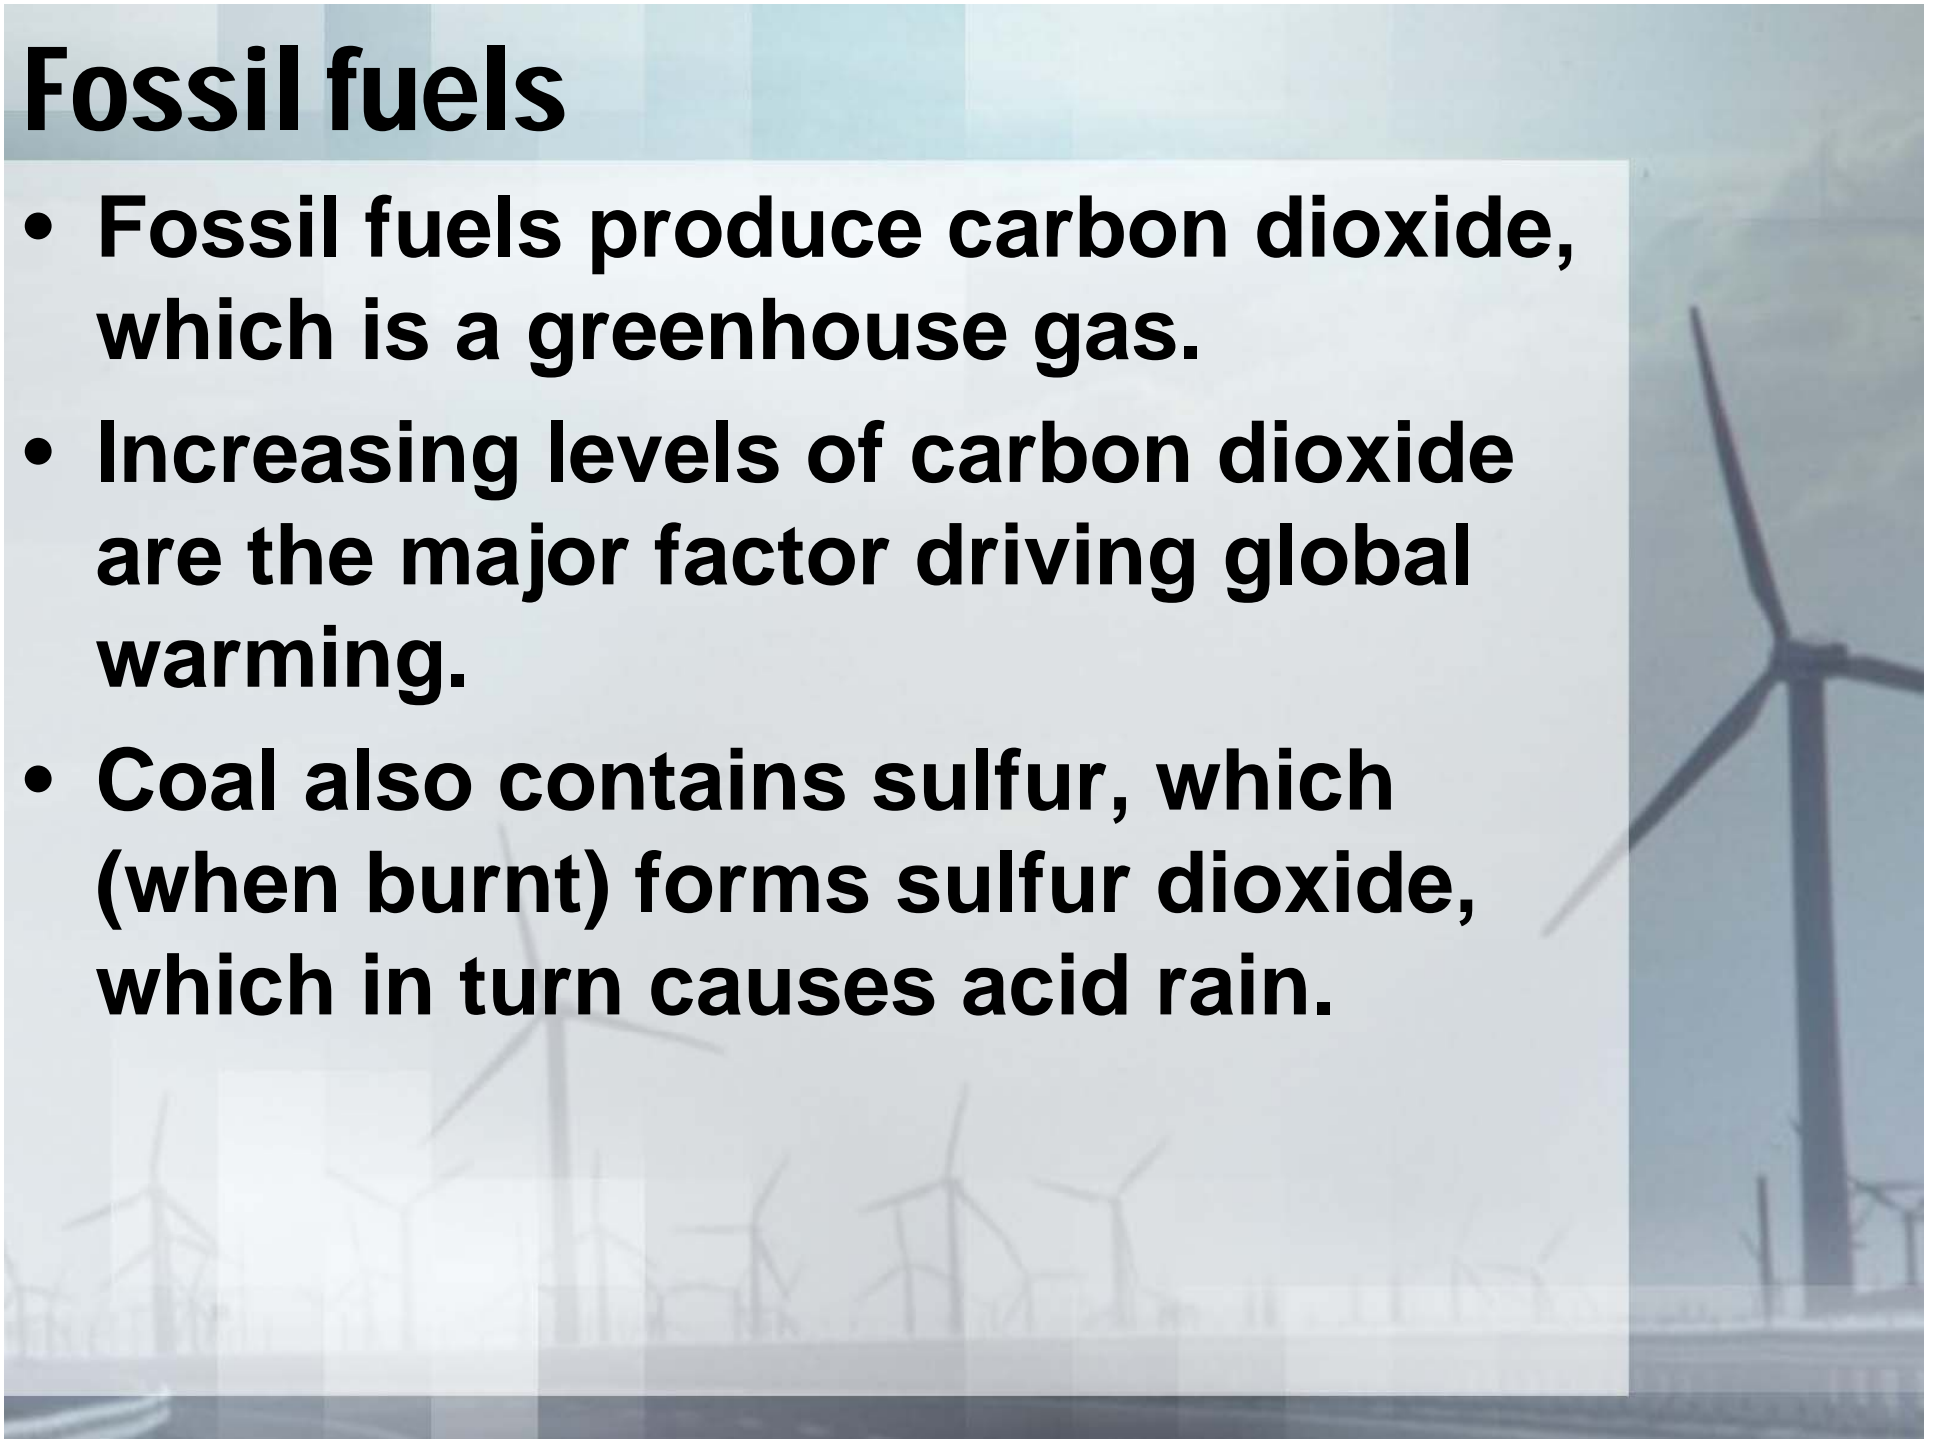 Fossil fuels
• Fossil fuels produce carbon dioxide,
which is a greenhouse gas.
• Increasing levels of carbon dioxide
are the major factor driving global
warming.
• Coal also contains sulfur, which
(when burnt) forms sulfur dioxide,
which in turn causes acid rain.